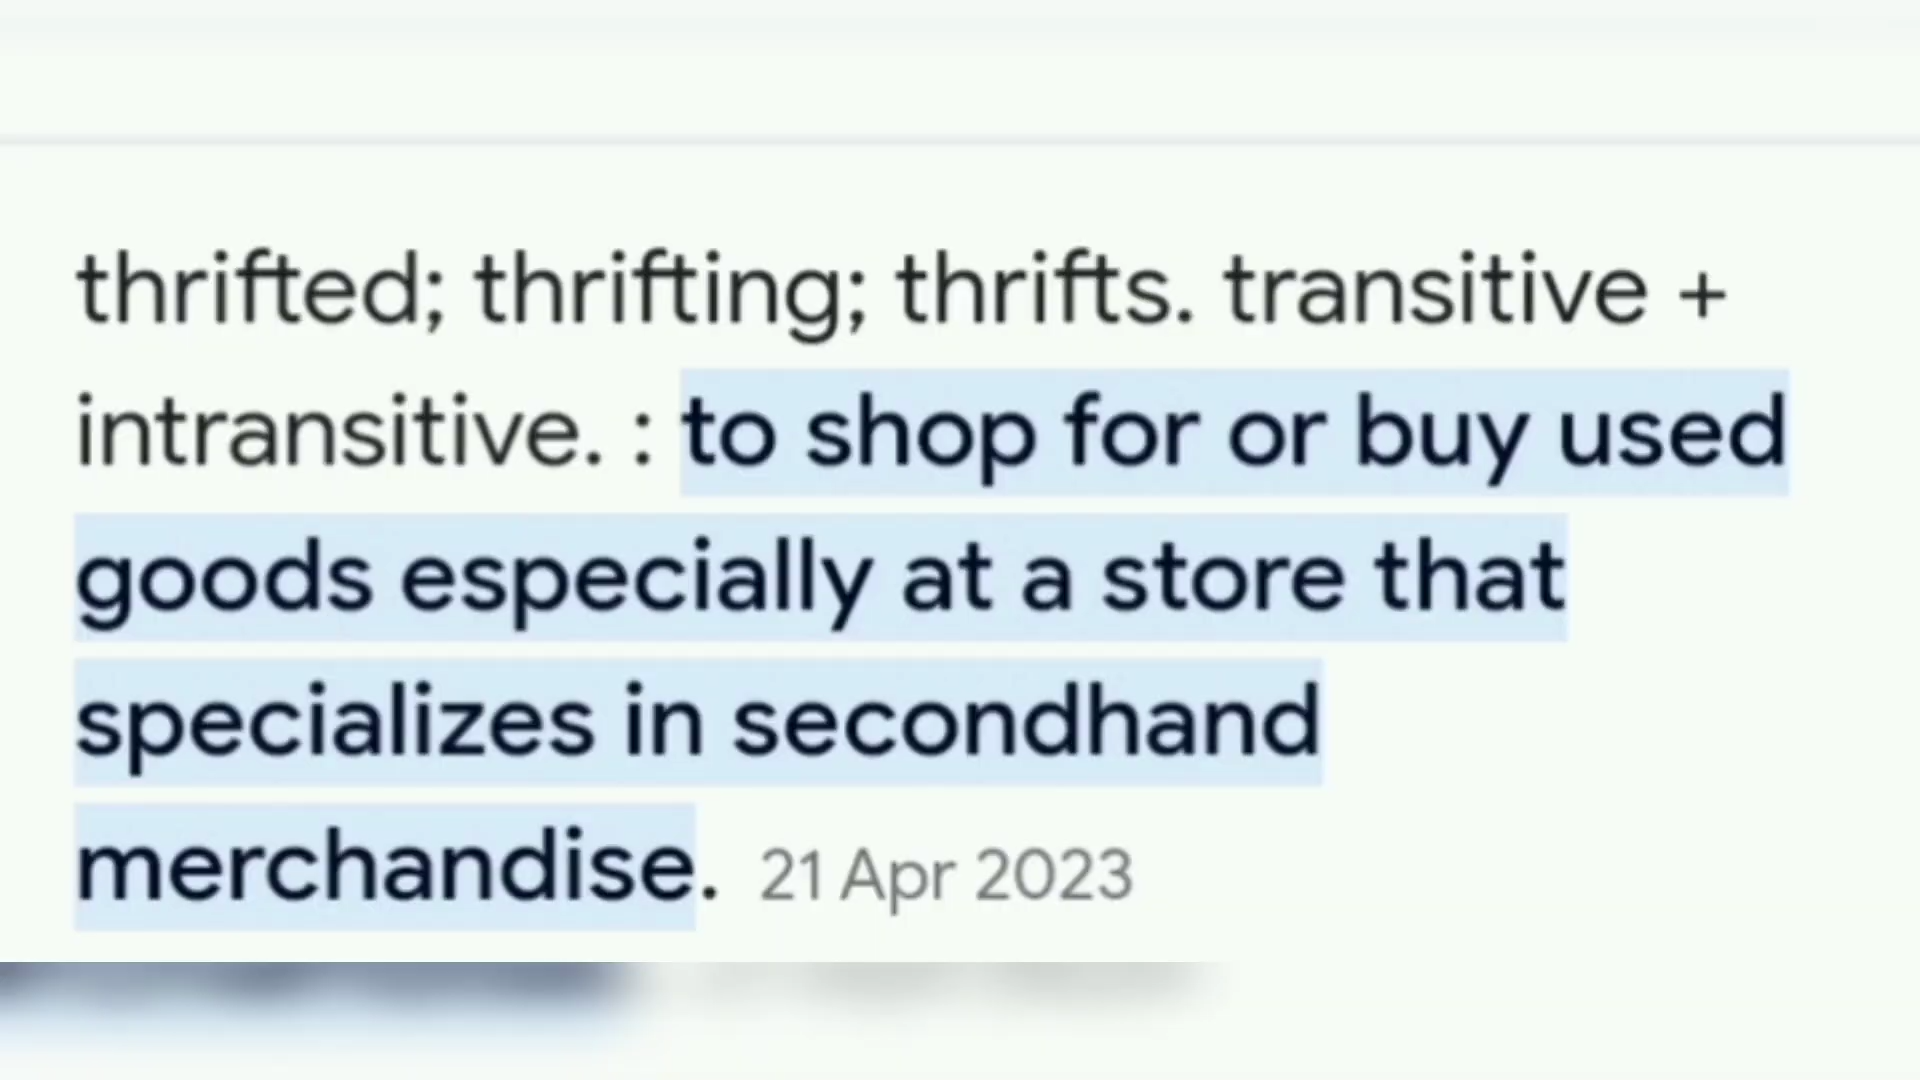 thrifted; thrifting; thrifts. transitive +
intransitive. : to shop for or buy used
goods especially at a store that
specializes in secondhand
merchandise. 21 Apr 2023